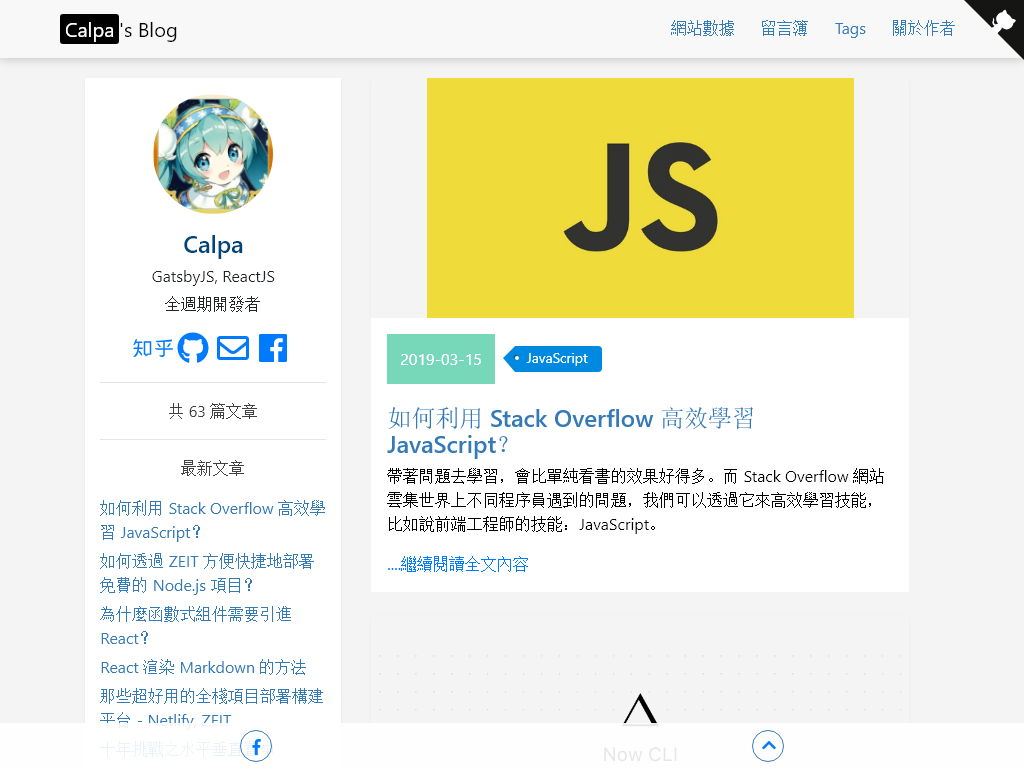 Calpa's Blog
網站數據
留言簿
Tags
關於作者
Calpa
GatsbyJS, ReactJS
全週期開發者
知乎
共 63 篇文章
最新文章
如何利用 Stack Overflow 高效學
習 JavaScript？
如何透過 ZEIT 方便快捷地部署
免費的 Node.js 項目？
為什麼函數式組件需要引進
React？
React 渲染 Markdown 的方法
那些超好用的全棧項目部署構建
平台 - Netlify, ZEIT
十年挑戰之水平垂直
JS
2019-03-15
JavaScript
如何利用 Stack Overflow 高效學習
JavaScript？
帶著問題去學習，會比單純看書的效果好得多。而 Stack Overflow 網站
雲集世界上不同程序員遇到的問題，我們可以透過它來高效學習技能，
比如說前端工程師的技能：JavaScript。
....繼續閱讀全文內容
Now CLI